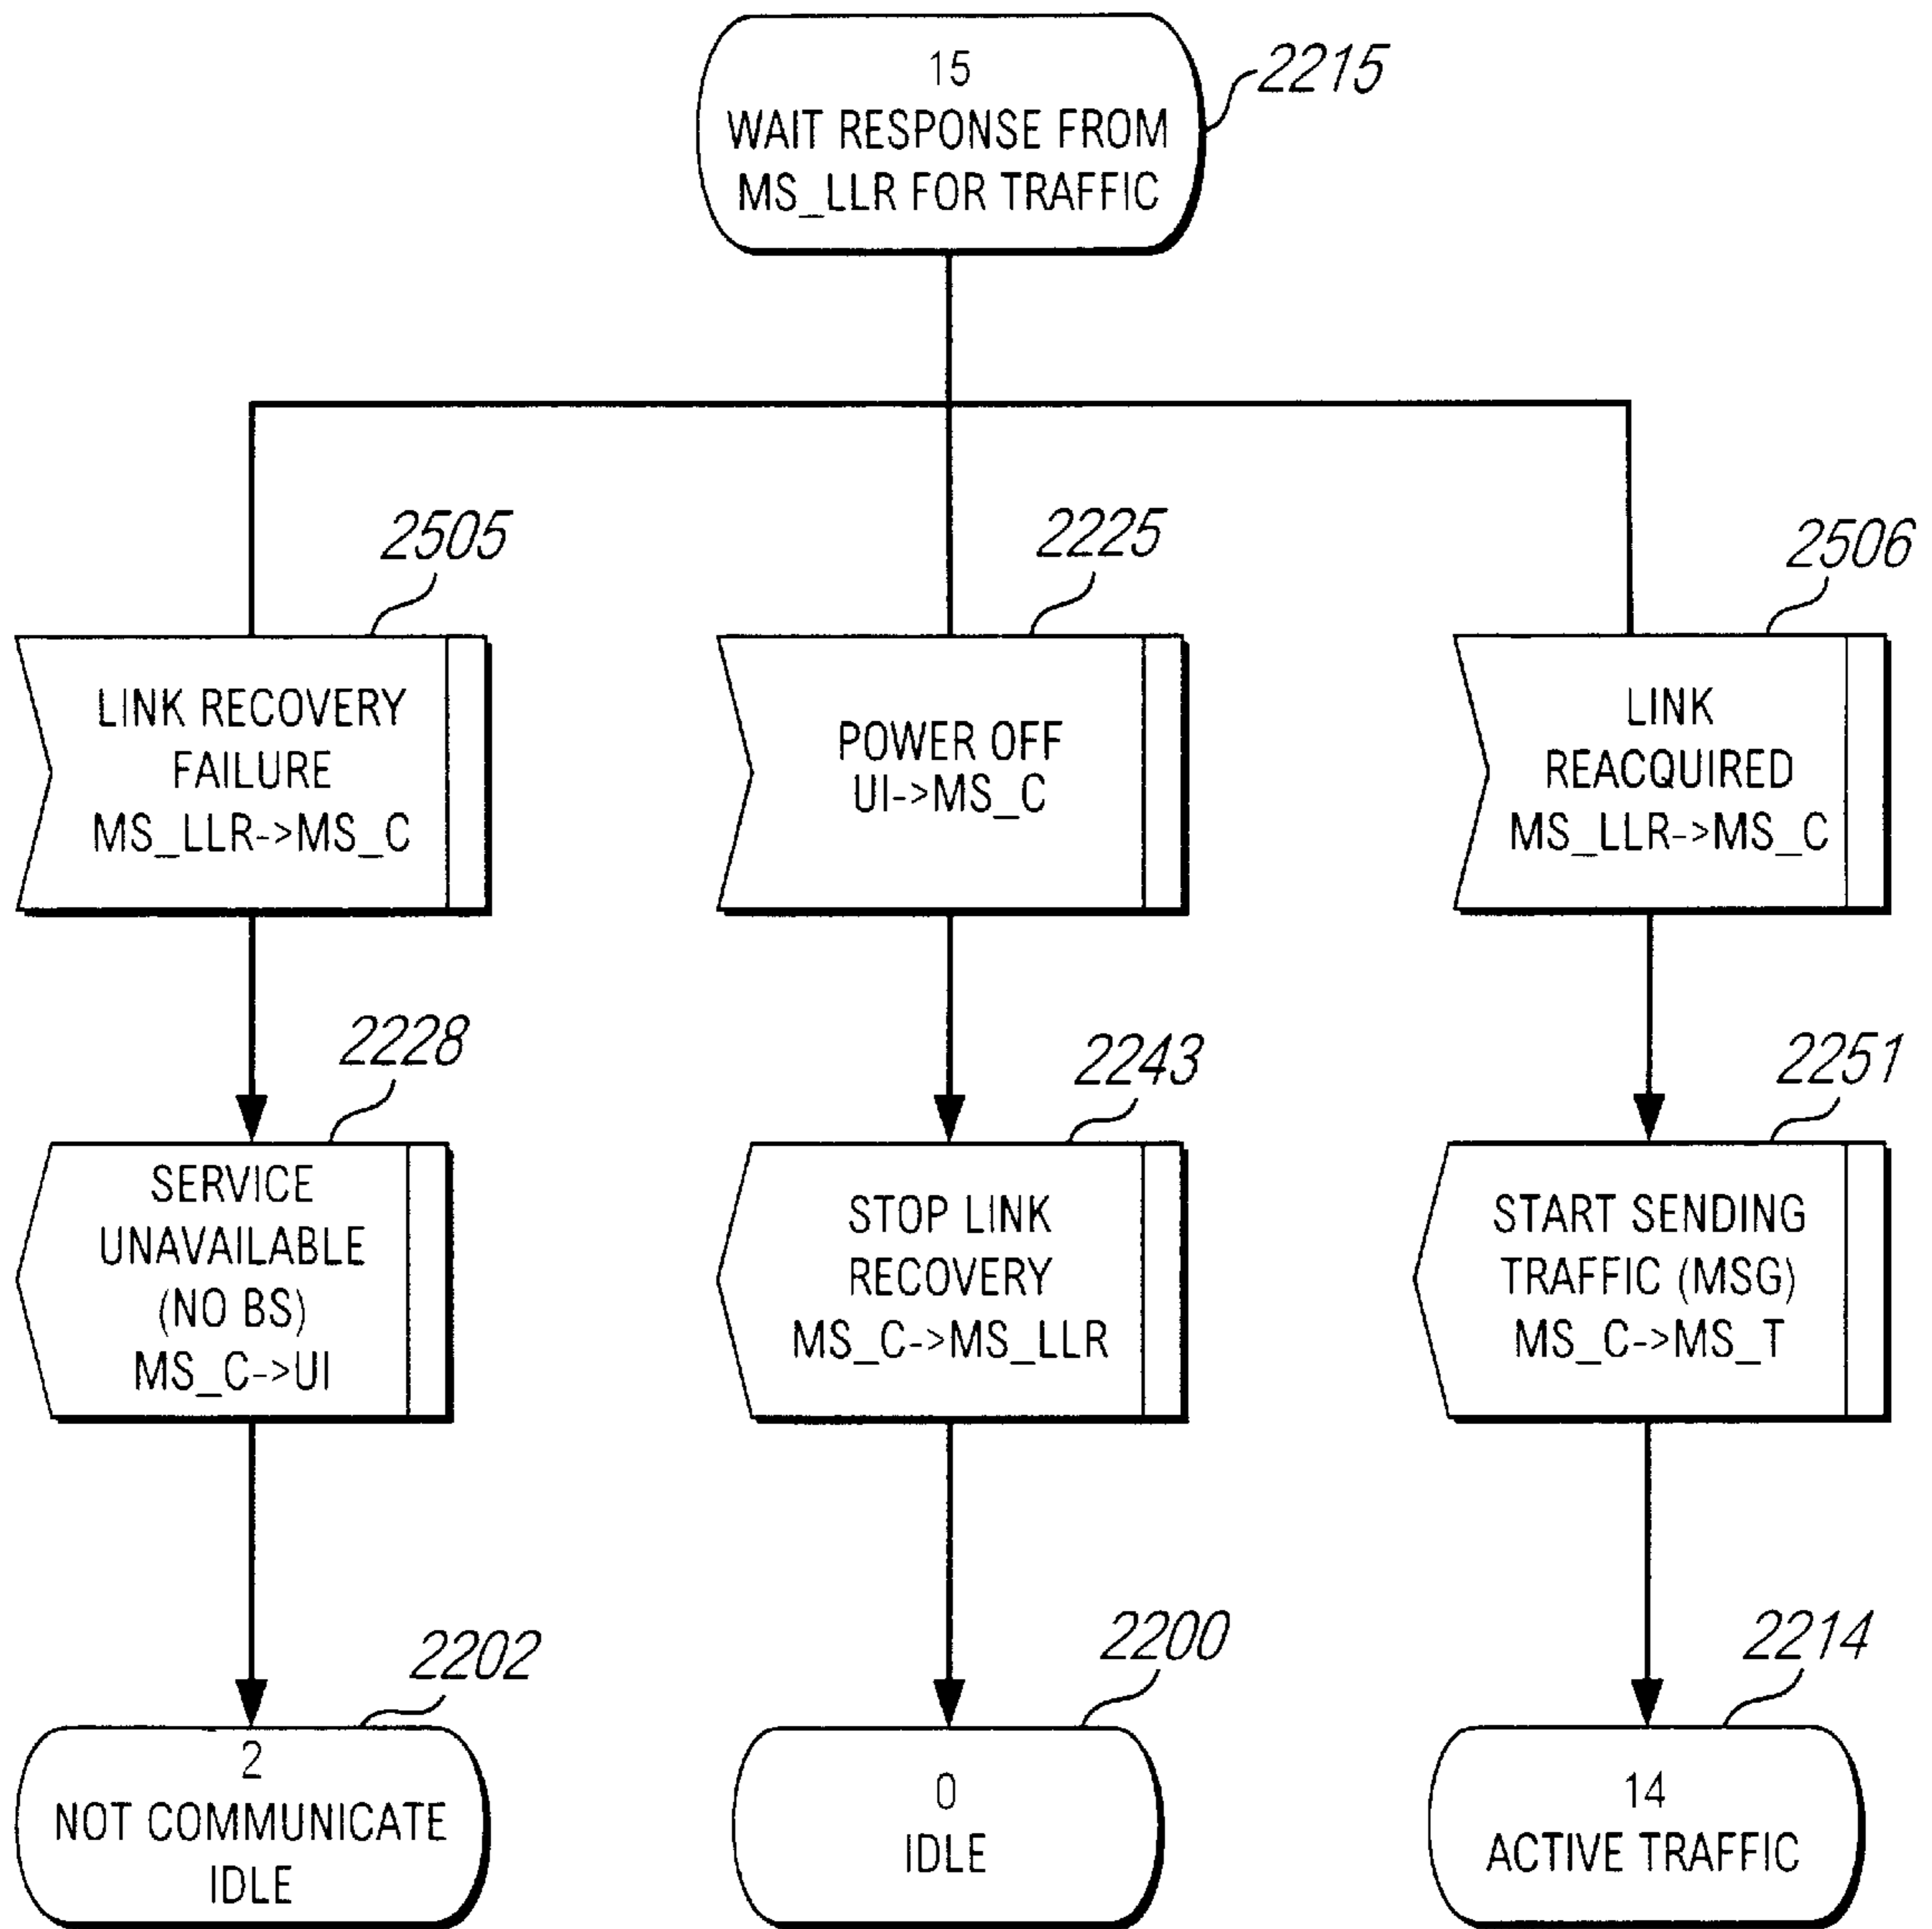 15
WAIT RESPONSE FROM
MS_LLR FOR TRAFFIC
2215
2505
LINK RECOVERY
FAILURE
MS_LLR->MS_C
2225
POWER OFF
UI->MS_C
2506
LINK
REACQUIRED
MS_LLR->MS_C
2228
SERVICE
UNAVAILABLE
(NO BS)
MS_C->UI
2243
STOP LINK
RECOVERY
MS_C->MS_LLR
2251
START SENDING
TRAFFIC (MSG)
MS_C->MS_T
2202
2
NOT COMMUNICATE
IDLE
2200
0
IDLE
2214
14
ACTIVE TRAFFIC